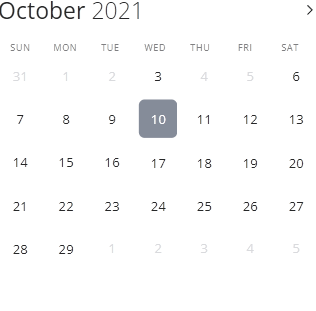 October 2021
SUN MON TUE WED THU FRI SAT
31 1 2 3 4 5 6
7 8 9 10 11 12 13
14 15 16 17 18 19 20
21 22 23 24 25 26 27
28 29 1 2 3 4 5